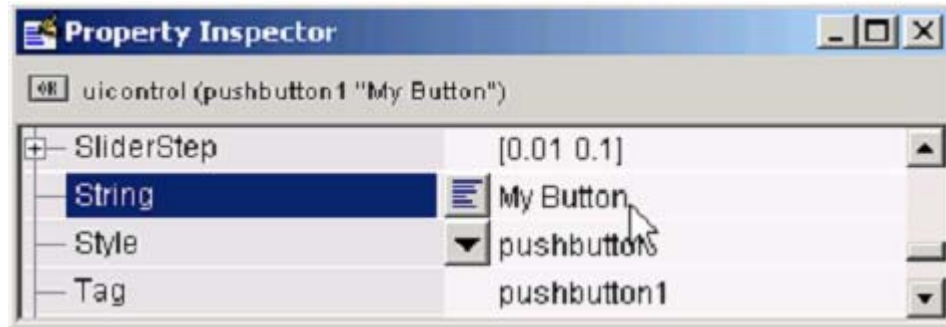 Property Inspector
uicontrol (pushbutton1 "My Button")
SliderStep [0.01 0.1]
String My Button
Style pushbutton
Tag pushbutton1